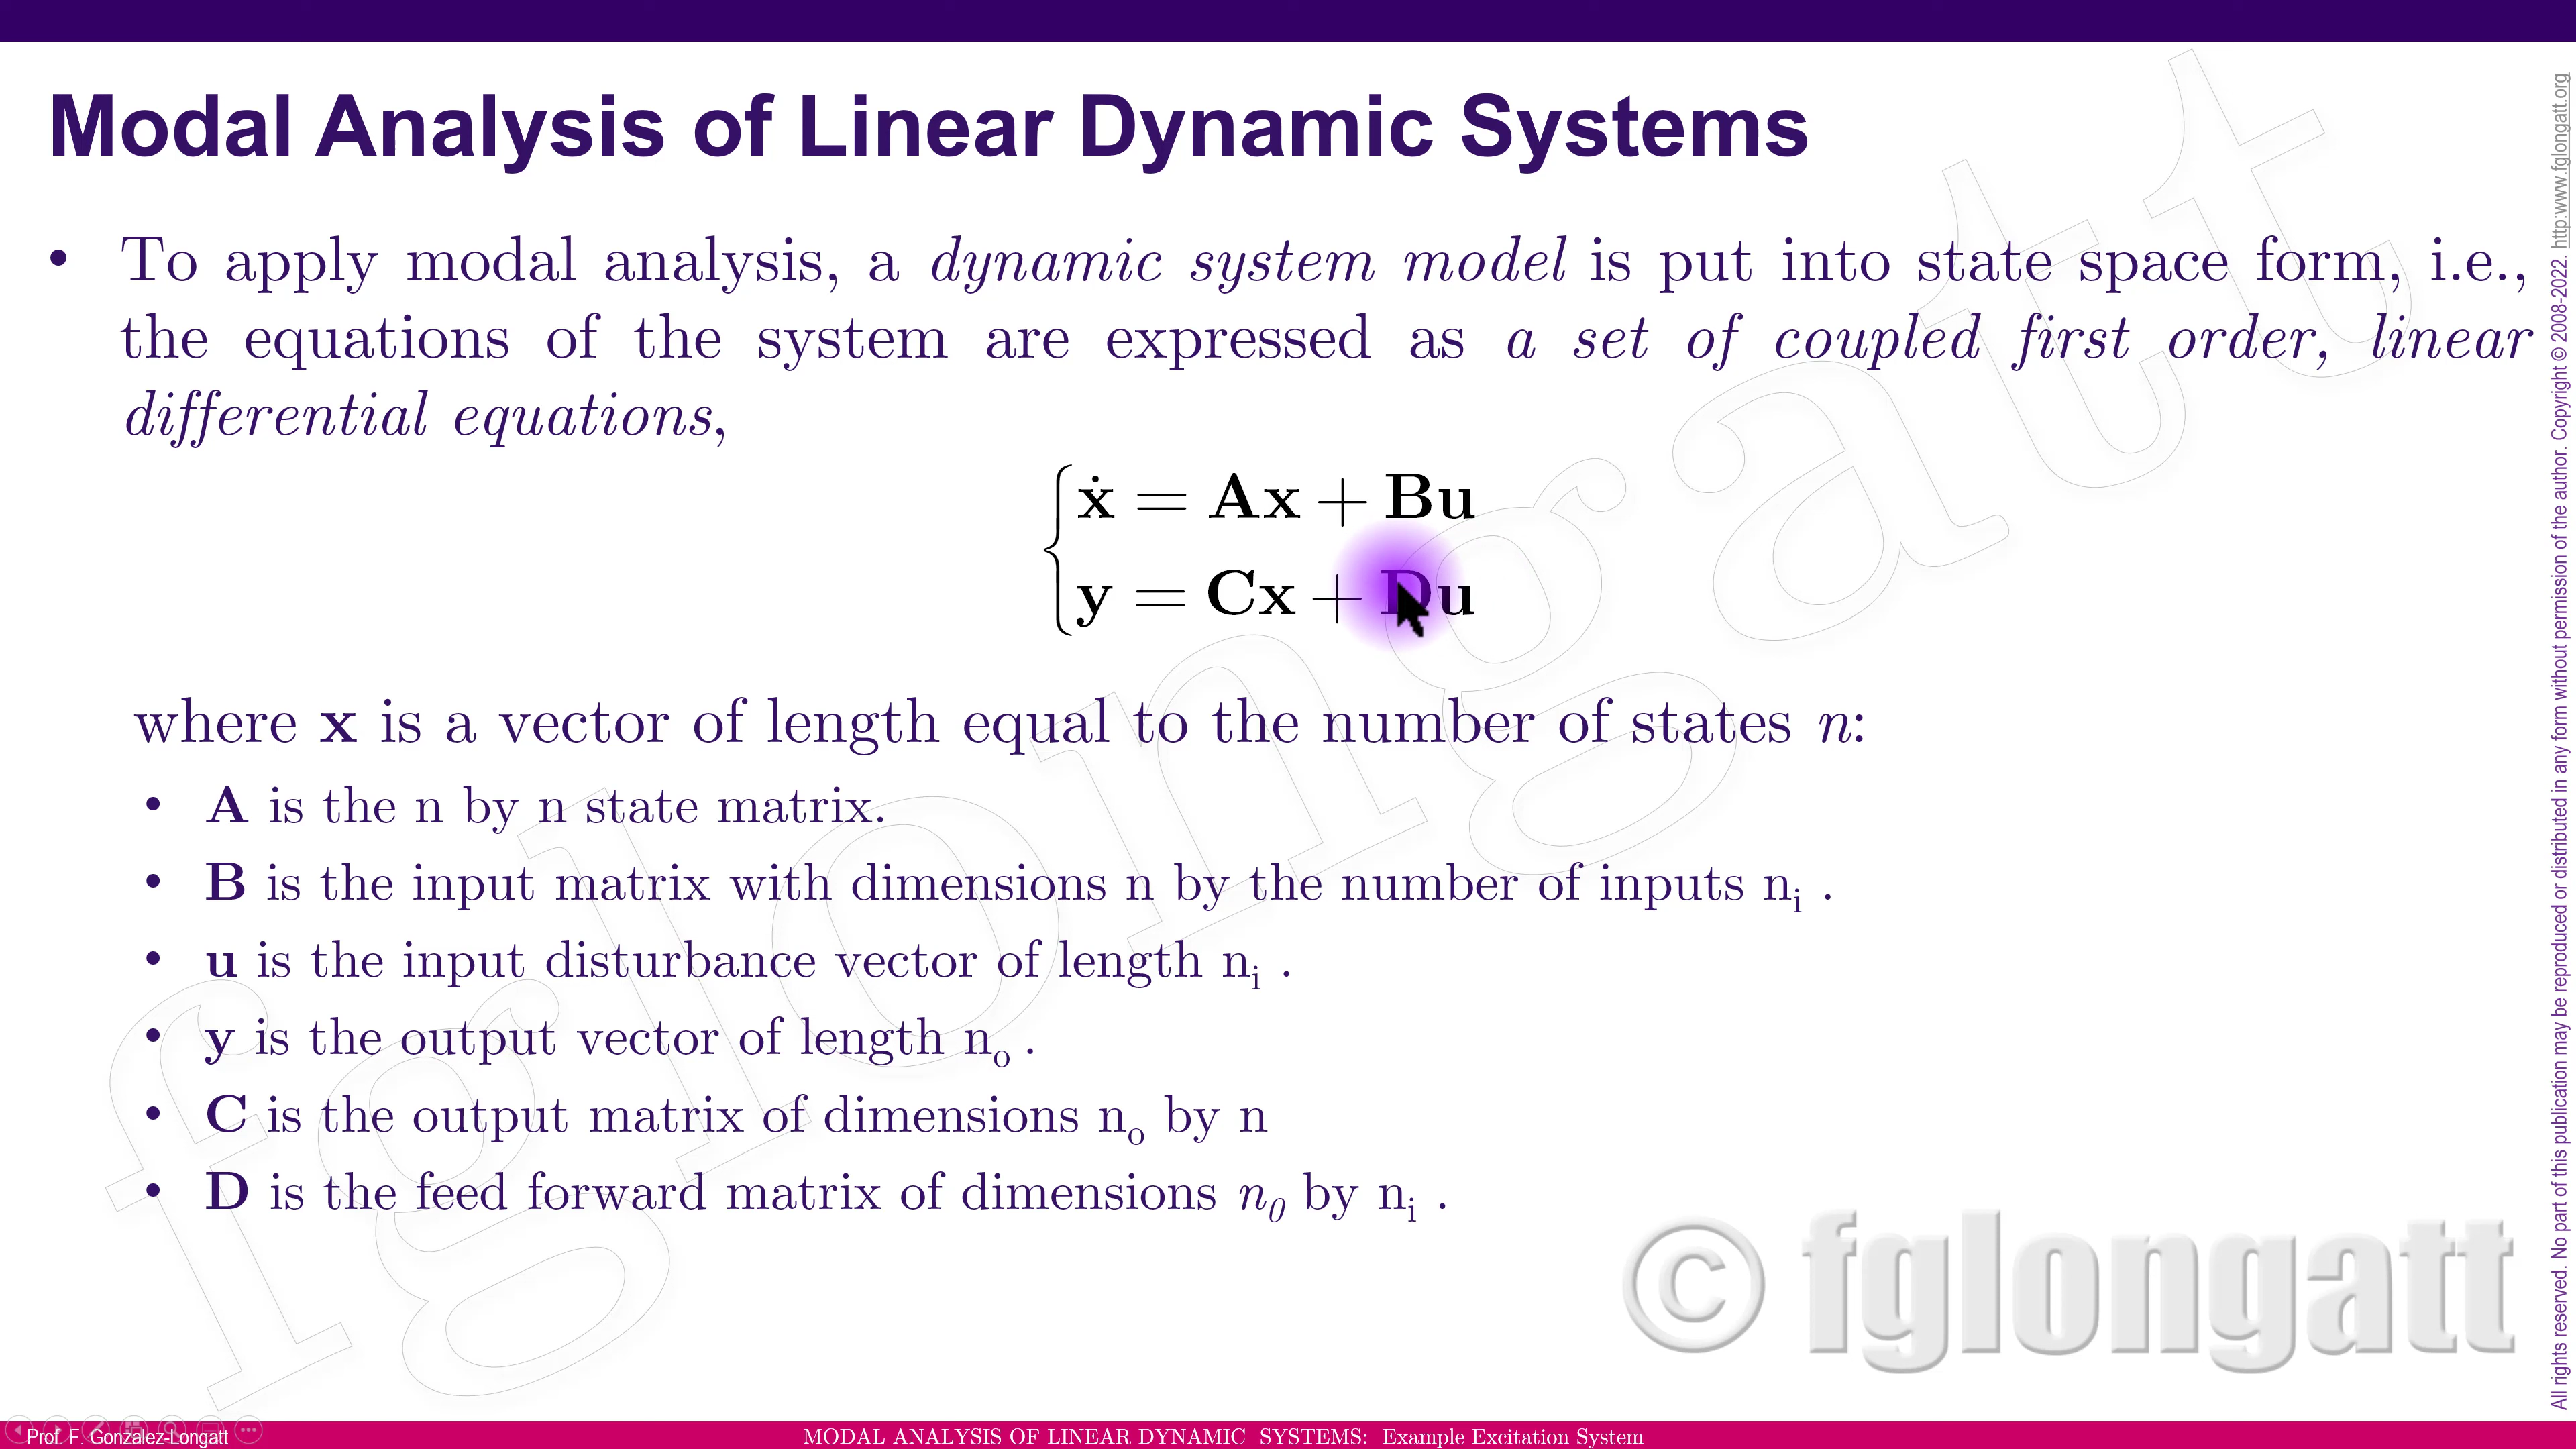 Modal Analysis of Linear Dynamic Systems
• To apply modal analysis, a dynamic system model is put into state space form, i.e.,
the equations of the system are expressed as a set of coupled first order, linear
differential equations,
ẋ = Ax + Bu
y = Cx + Du
where x is a vector of length equal to the number of states n:
• A is the n by n state matrix.
• B is the input matrix with dimensions n by the number of inputs nᵢ .
• u is the input disturbance vector of length nᵢ .
• y is the output vector of length nₒ .
• C is the output matrix of dimensions nₒ by n
• D is the feed forward matrix of dimensions n₀ by nᵢ .
fglongatt
© fglongatt
All rights reserved. No part of this publication may be reproduced or distributed in any form without permission of the author. Copyright © 2008-2022. http:www.fglongatt.org
Prof. F. Gonzalez-Longatt
MODAL ANALYSIS OF LINEAR DYNAMIC SYSTEMS: Example Excitation System